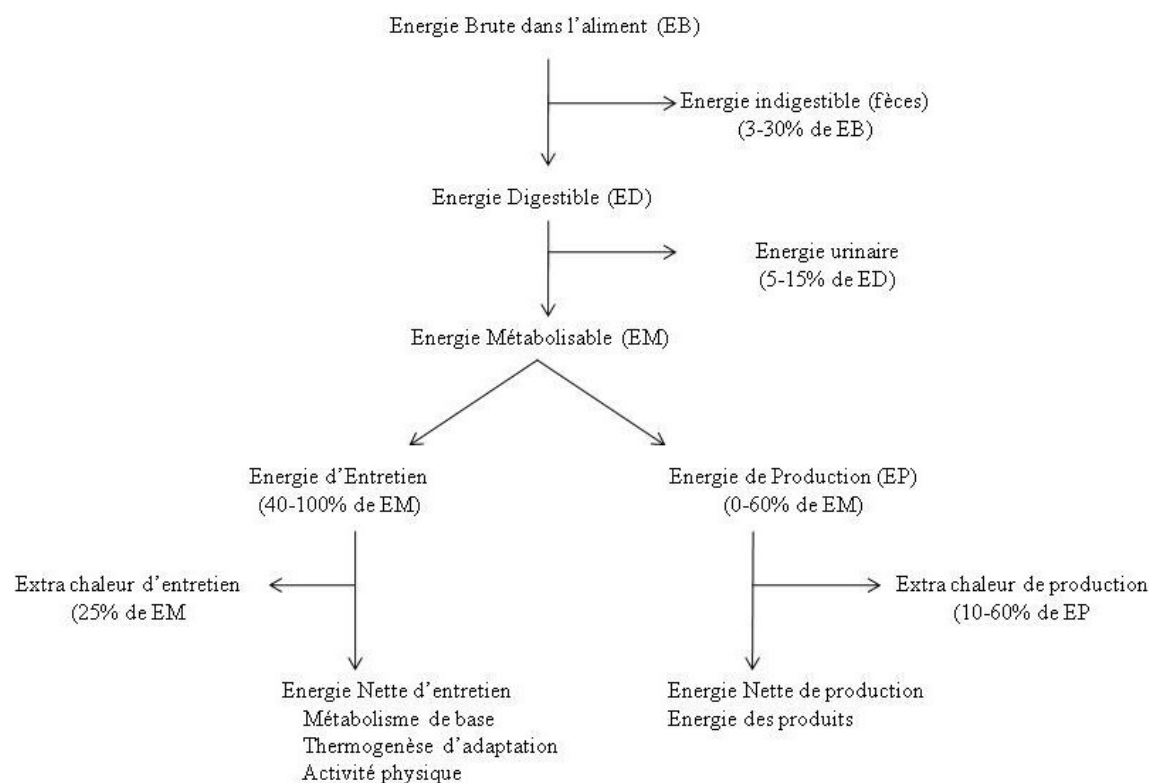 Energie Brute dans l'aliment (EB)
Energie indigestible (fèces)
(3-30% de EB)
Energie Digestible (ED)
Energie urinaire
(5-15% de ED)
Energie Métabolisable (EM)
Energie d'Entretien
(40-100% de EM)
Energie de Production (EP)
(0-60% de EM)
Extra chaleur d'entretien
(25% de EM
Extra chaleur de production
(10-60% de EP
Energie Nette d'entretien
Métabolisme de base
Thermogenèse d'adaptation
Activité physique
Energie Nette de production
Energie des produits